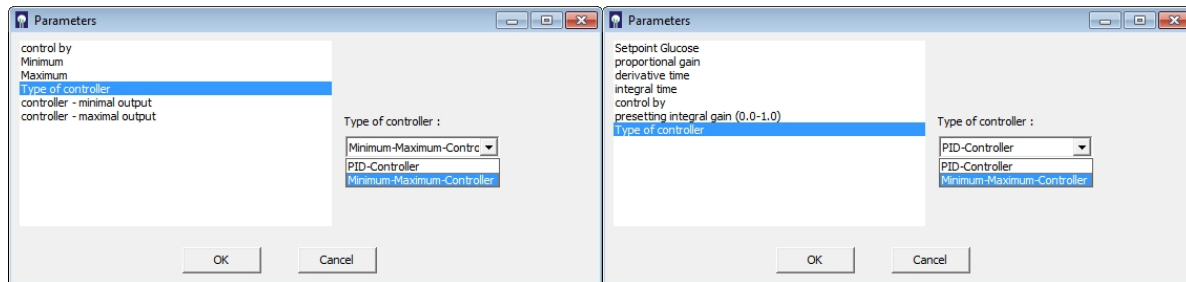 Parameters
control by
Minimum
Maximum
Type of controller
controller - minimal output
controller - maximal output
Type of controller :
Minimum-Maximum-Contrc
PID-Controller
Minimum-Maximum-Controller
OK
Cancel
Parameters
Setpoint Glucose
proportional gain
derivative time
integral time
control by
presetting integral gain (0.0-1.0)
Type of controller
Type of controller :
PID-Controller
PID-Controller
Minimum-Maximum-Controller
OK
Cancel